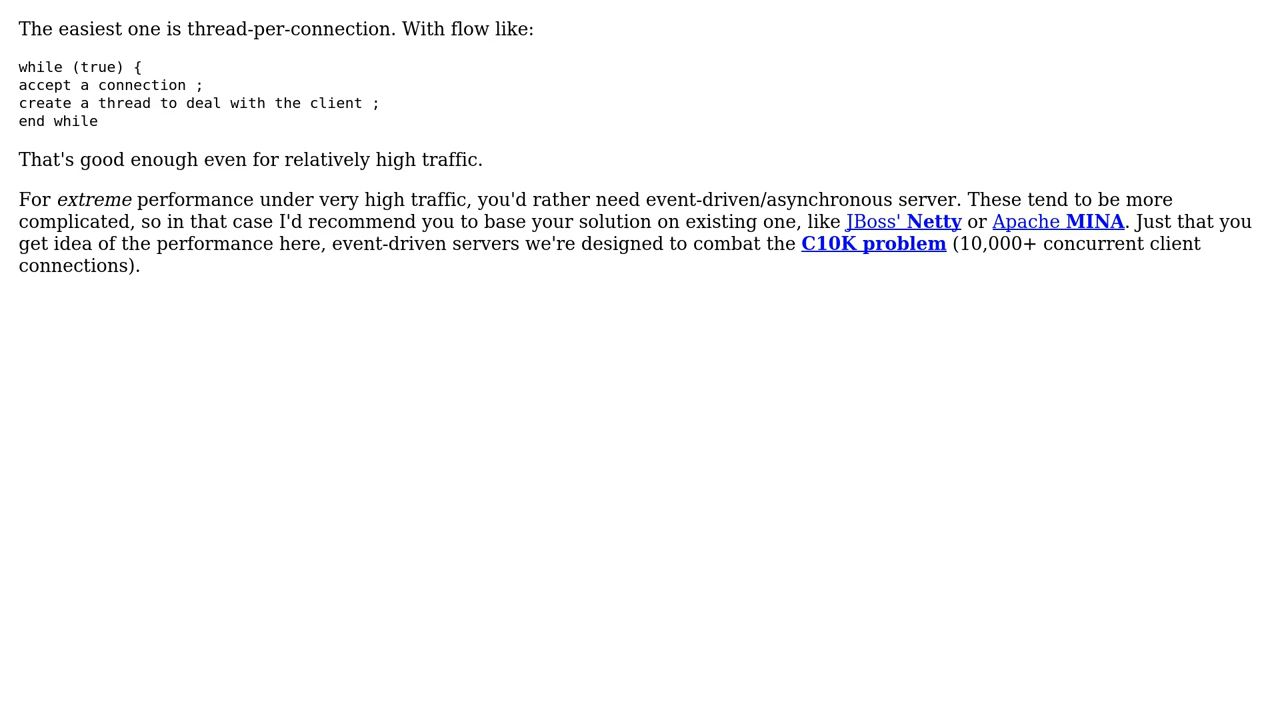 The easiest one is thread-per-connection. With flow like:
while (true) {
accept a connection ;
create a thread to deal with the client ;
end while
That's good enough even for relatively high traffic.
For extreme performance under very high traffic, you'd rather need event-driven/asynchronous server. These tend to be more
complicated, so in that case I'd recommend you to base your solution on existing one, like JBoss' Netty or Apache MINA. Just that you
get idea of the performance here, event-driven servers we're designed to combat the C10K problem (10,000+ concurrent client
connections).